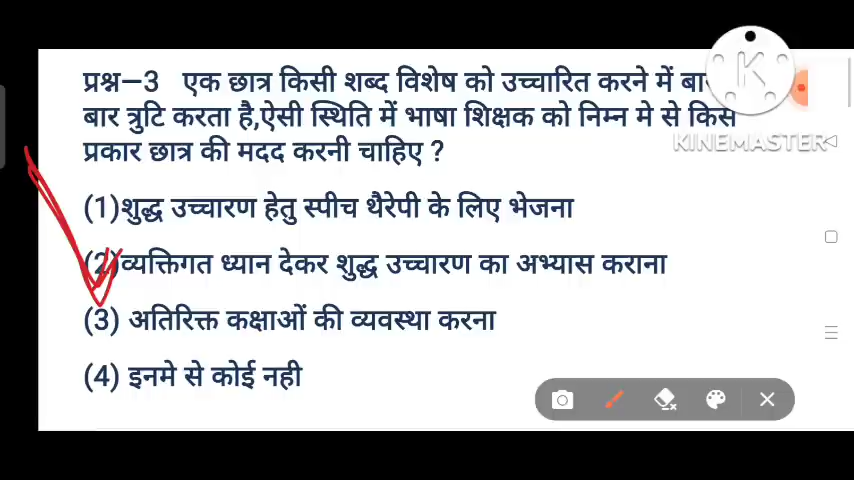 प्रश्न–3 एक छात्र किसी शब्द विशेष को उच्चारित करने में
बार त्रुटि करता है,ऐसी स्थिति में भाषा शिक्षक को निम्न मे से किस
प्रकार छात्र की मदद करनी चाहिए ?
(1)शुद्ध उच्चारण हेतु स्पीच थैरेपी के लिए भेजना
(2)व्यक्तिगत ध्यान देकर शुद्ध उच्चारण का अभ्यास कराना
(3) अतिरिक्त कक्षाओं की व्यवस्था करना
(4) इनमे से कोई नही
K
KINEMASTER